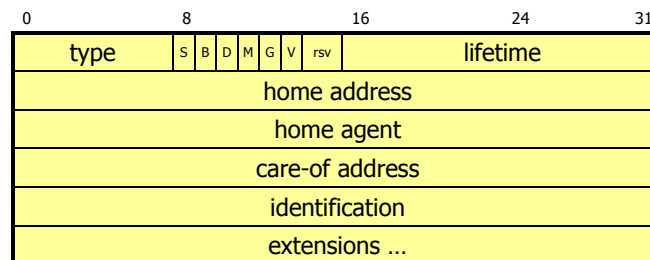 0 8 16 24 31
type S B D M G V rsv lifetime
home address
home agent
care-of address
identification
extensions ...